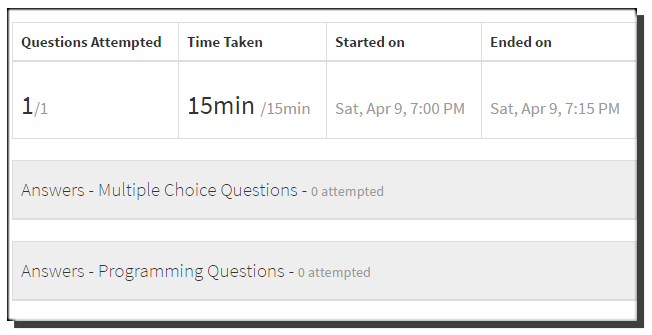 Questions Attempted Time Taken Started on Ended on
1/1 15min /15min Sat, Apr 9, 7:00 PM Sat, Apr 9, 7:15 PM
Answers - Multiple Choice Questions - 0 attempted
Answers - Programming Questions - 0 attempted